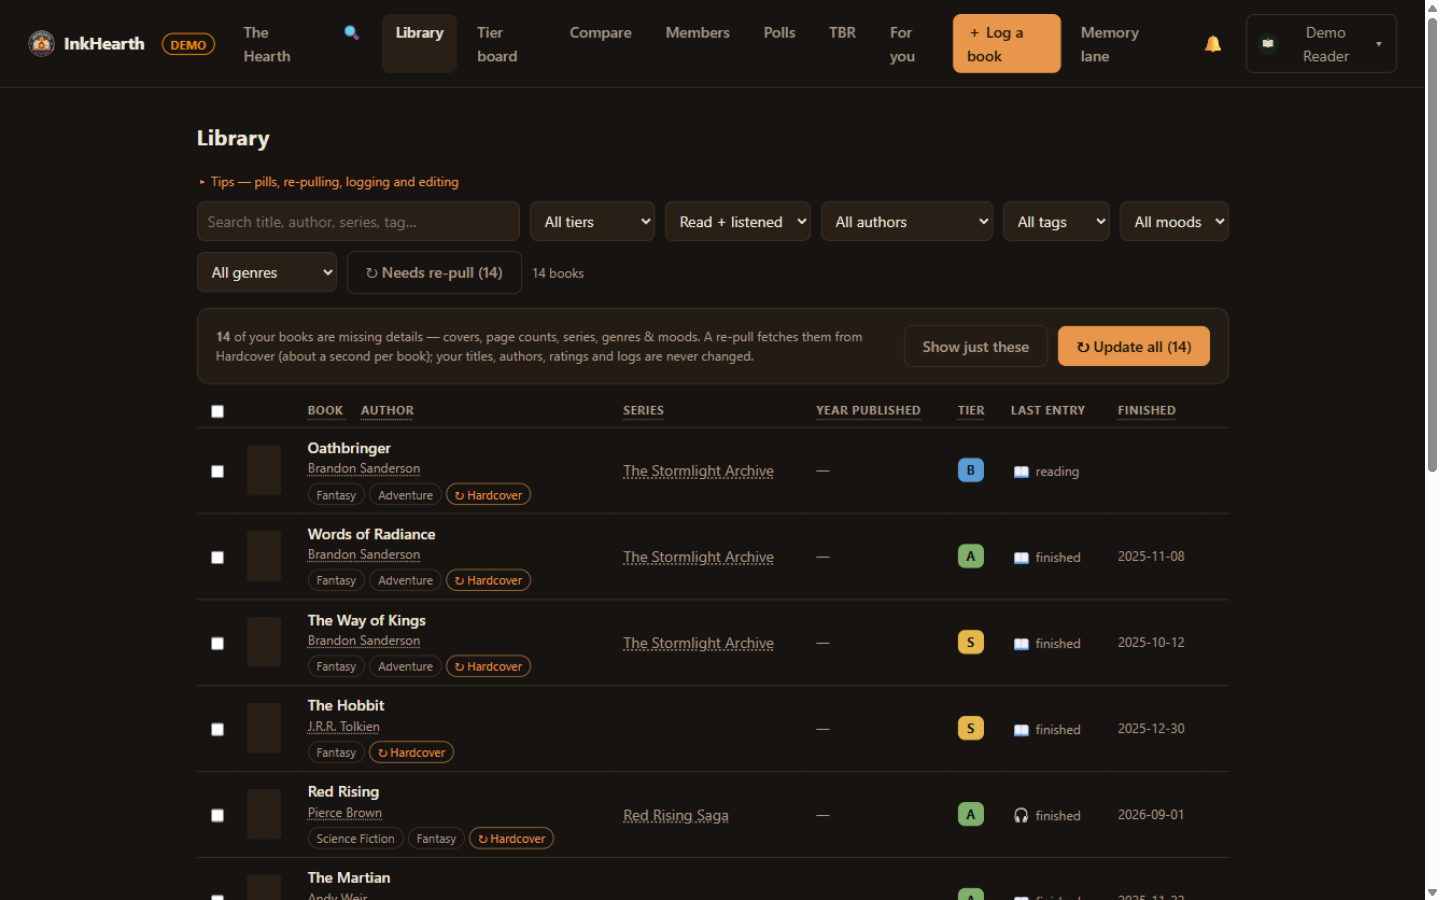 InkHearth DEMO The Hearth Library Tier board Compare Members Polls TBR For you + Log a book Memory lane Demo Reader ▾
Library
▸ Tips — pills, re-pulling, logging and editing
Search title, author, series, tag... All tiers Read + listened All authors All tags All moods
All genres ↻ Needs re-pull (14) 14 books
14 of your books are missing details — covers, page counts, series, genres & moods. A re-pull fetches them from
Hardcover (about a second per book); your titles, authors, ratings and logs are never changed.
Show just these ↻ Update all (14)
BOOK AUTHOR SERIES YEAR PUBLISHED TIER LAST ENTRY FINISHED
Oathbringer
Brandon Sanderson
Fantasy Adventure ↻ Hardcover
The Stormlight Archive — B reading
Words of Radiance
Brandon Sanderson
Fantasy Adventure ↻ Hardcover
The Stormlight Archive — A finished 2025-11-08
The Way of Kings
Brandon Sanderson
Fantasy Adventure ↻ Hardcover
The Stormlight Archive — S finished 2025-10-12
The Hobbit
J.R.R. Tolkien
Fantasy ↻ Hardcover
— S finished 2025-12-30
Red Rising
Pierce Brown
Science Fiction Fantasy ↻ Hardcover
Red Rising Saga — A finished 2026-09-01
The Martian
Andy Weir
A finished